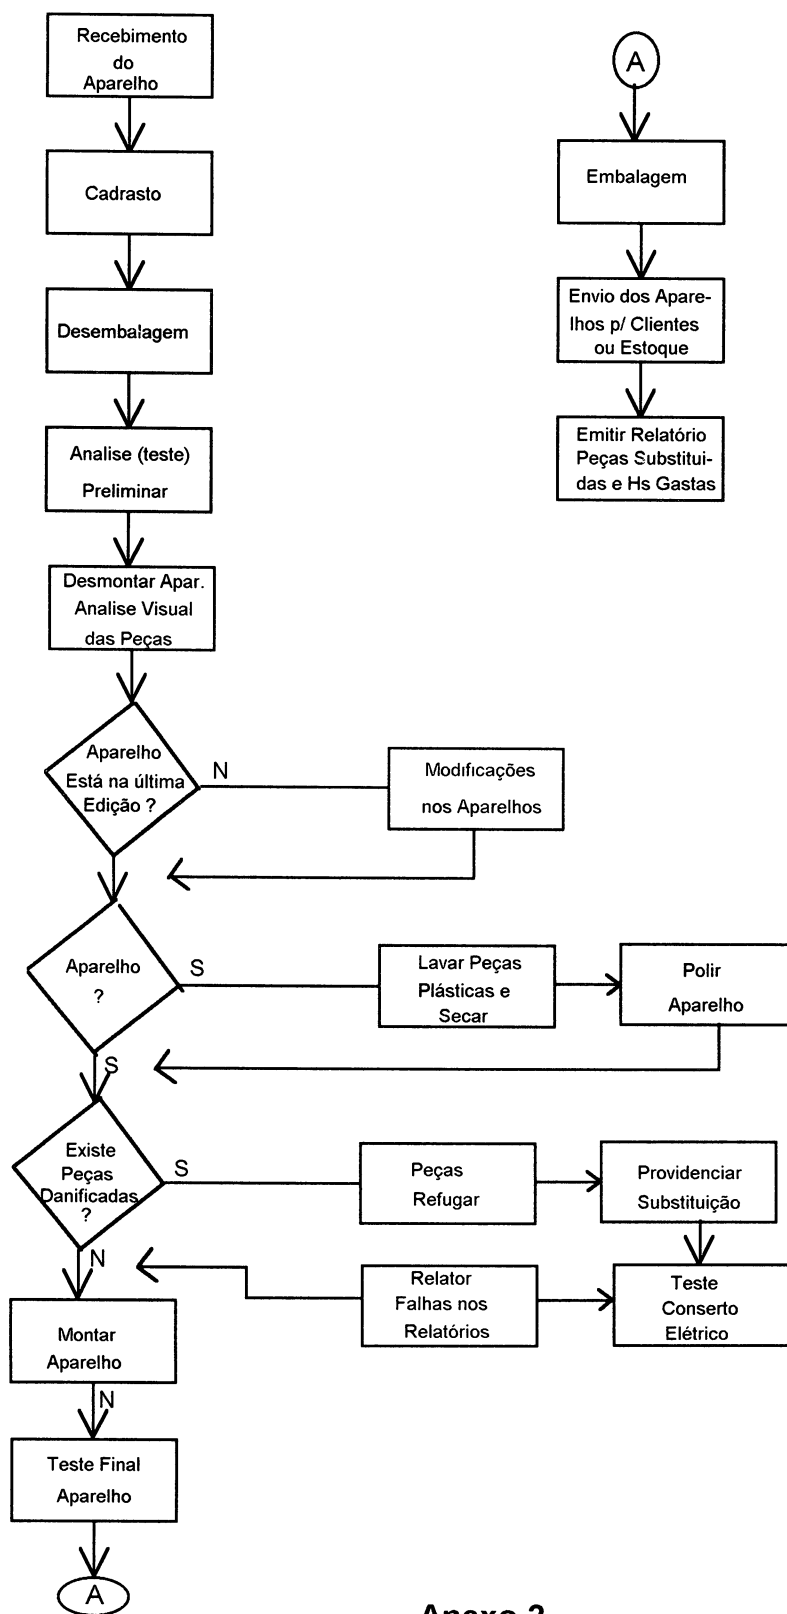 Recebimento
do
Aparelho
Cadrasto
Desembalagem
Analise (teste)
Preliminar
Desmontar Apar.
Analise Visual
das Peças
Aparelho
Está na última
Edição ?
N
Modificações
nos Aparelhos
Aparelho
?
S
Lavar Peças
Plásticas e
Secar
Polir
Aparelho
S
Existe
Peças
Danificadas
?
S
Peças
Refugar
Providenciar
Substituição
N
Relator
Falhas nos
Relatórios
Teste
Conserto
Elétrico
Montar
Aparelho
N
Teste Final
Aparelho
A
A
Embalagem
Envio dos Apare-
lhos p/ Clientes
ou Estoque
Emitir Relatório
Peças Substitui-
das e Hs Gastas
Anexo 2